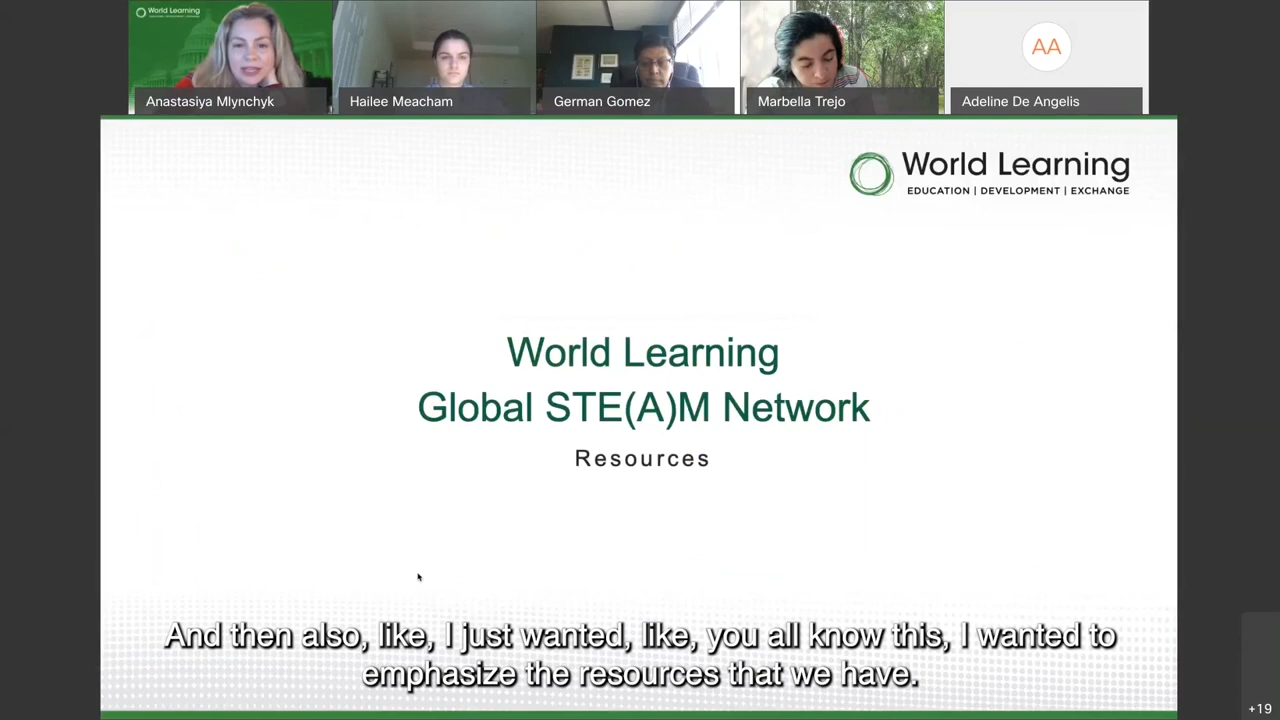 World Learning
Anastasiya Mlynchyk
Hailee Meacham
German Gomez
Marbella Trejo
AA
Adeline De Angelis
World Learning
EDUCATION | DEVELOPMENT | EXCHANGE
World Learning
Global STE(A)M Network
Resources
And then also, like, I just wanted, like, you all know this, I wanted to
emphasize the resources that we have.
+19